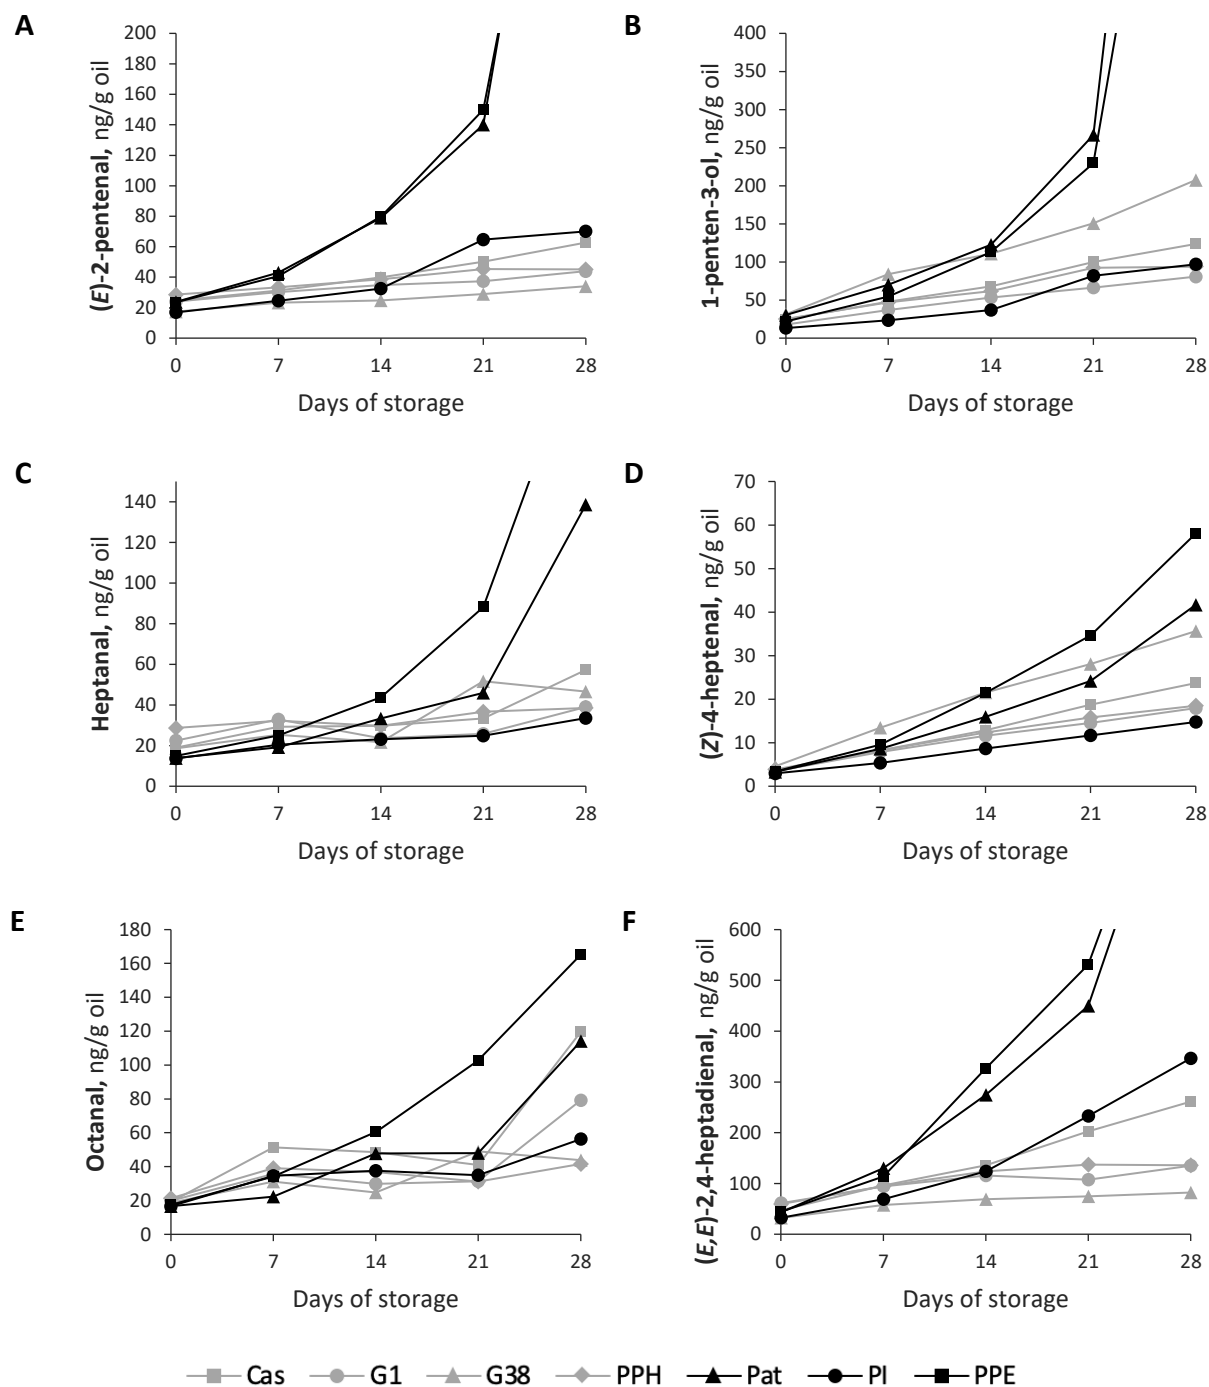 A
(E)-2-pentenal, ng/g oil
200
180
160
140
120
100
80
60
40
20
0
0 7 14 21 28
Days of storage
B
1-penten-3-ol, ng/g oil
400
350
300
250
200
150
100
50
0
0 7 14 21 28
Days of storage
C
Heptanal, ng/g oil
140
120
100
80
60
40
20
0
0 7 14 21 28
Days of storage
D
(Z)-4-heptenal, ng/g oil
70
60
50
40
30
20
10
0
0 7 14 21 28
Days of storage
E
Octanal, ng/g oil
180
160
140
120
100
80
60
40
20
0
0 7 14 21 28
Days of storage
F
(E,E)-2,4-heptadienal, ng/g oil
600
500
400
300
200
100
0
0 7 14 21 28
Days of storage
Cas G1 G38 PPH Pat PI PPE